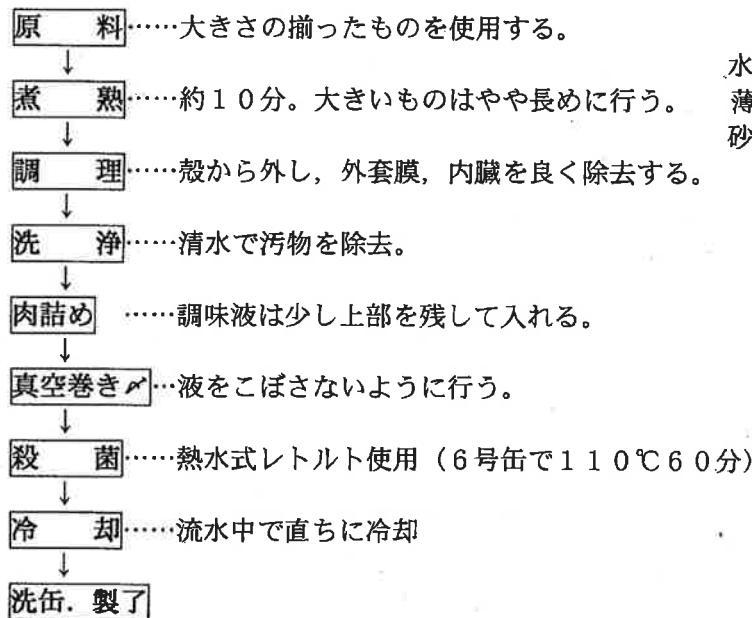 原　料……大きさの揃ったものを使用する。
↓
煮　熟……約１０分。大きいものはやや長めに行う。
↓
調　理……殻から外し，外套膜，内臓を良く除去する。
↓
洗　浄……清水で汚物を除去。
↓
肉詰め　……調味液は少し上部を残して入れる。
↓
真空巻き〆…液をこぼさないように行う。
↓
殺　菌……熱水式レトルト使用（６号缶で１１０℃６０分）
↓
冷　却……流水中で直ちに冷却
↓
洗缶．製了
水
薄
砂